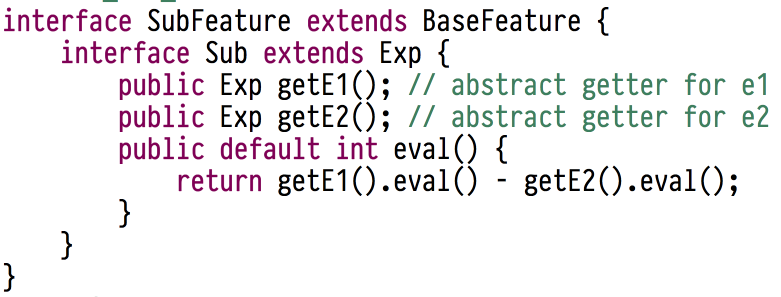 interface SubFeature extends BaseFeature {
    interface Sub extends Exp {
        public Exp getE1(); // abstract getter for e1
        public Exp getE2(); // abstract getter for e2
        public default int eval() {
            return getE1().eval() - getE2().eval();
        }
    }
}